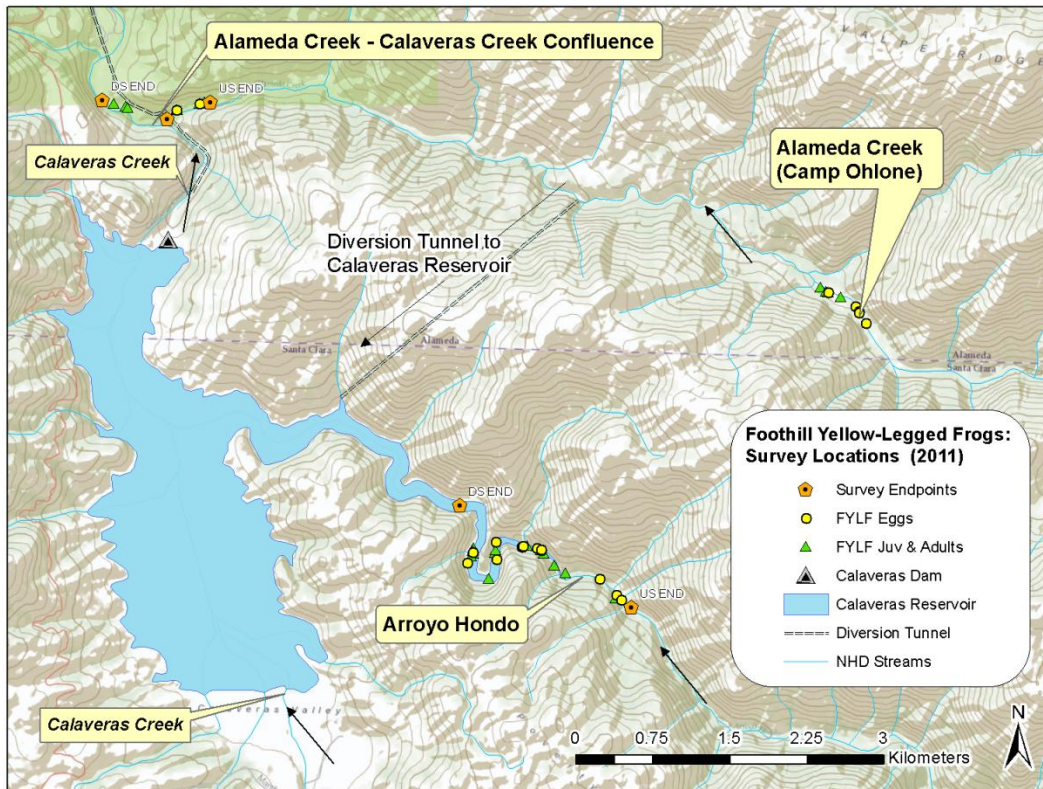 Alameda Creek - Calaveras Creek Confluence
VALPE RIDGE
DS END
US END
Calaveras Creek
Alameda Creek
(Camp Ohlone)
Diversion Tunnel to
Calaveras Reservoir
Santa Clara
Alameda
Alameda
Santa Clara
DS END
US END
Arroyo Hondo
Calaveras Creek
Calaveras Valley
Foothill Yellow-Legged Frogs:
Survey Locations (2011)
Survey Endpoints
FYLF Eggs
FYLF Juv & Adults
Calaveras Dam
Calaveras Reservoir
Diversion Tunnel
NHD Streams
N
0 0.75 1.5 2.25 3
Kilometers